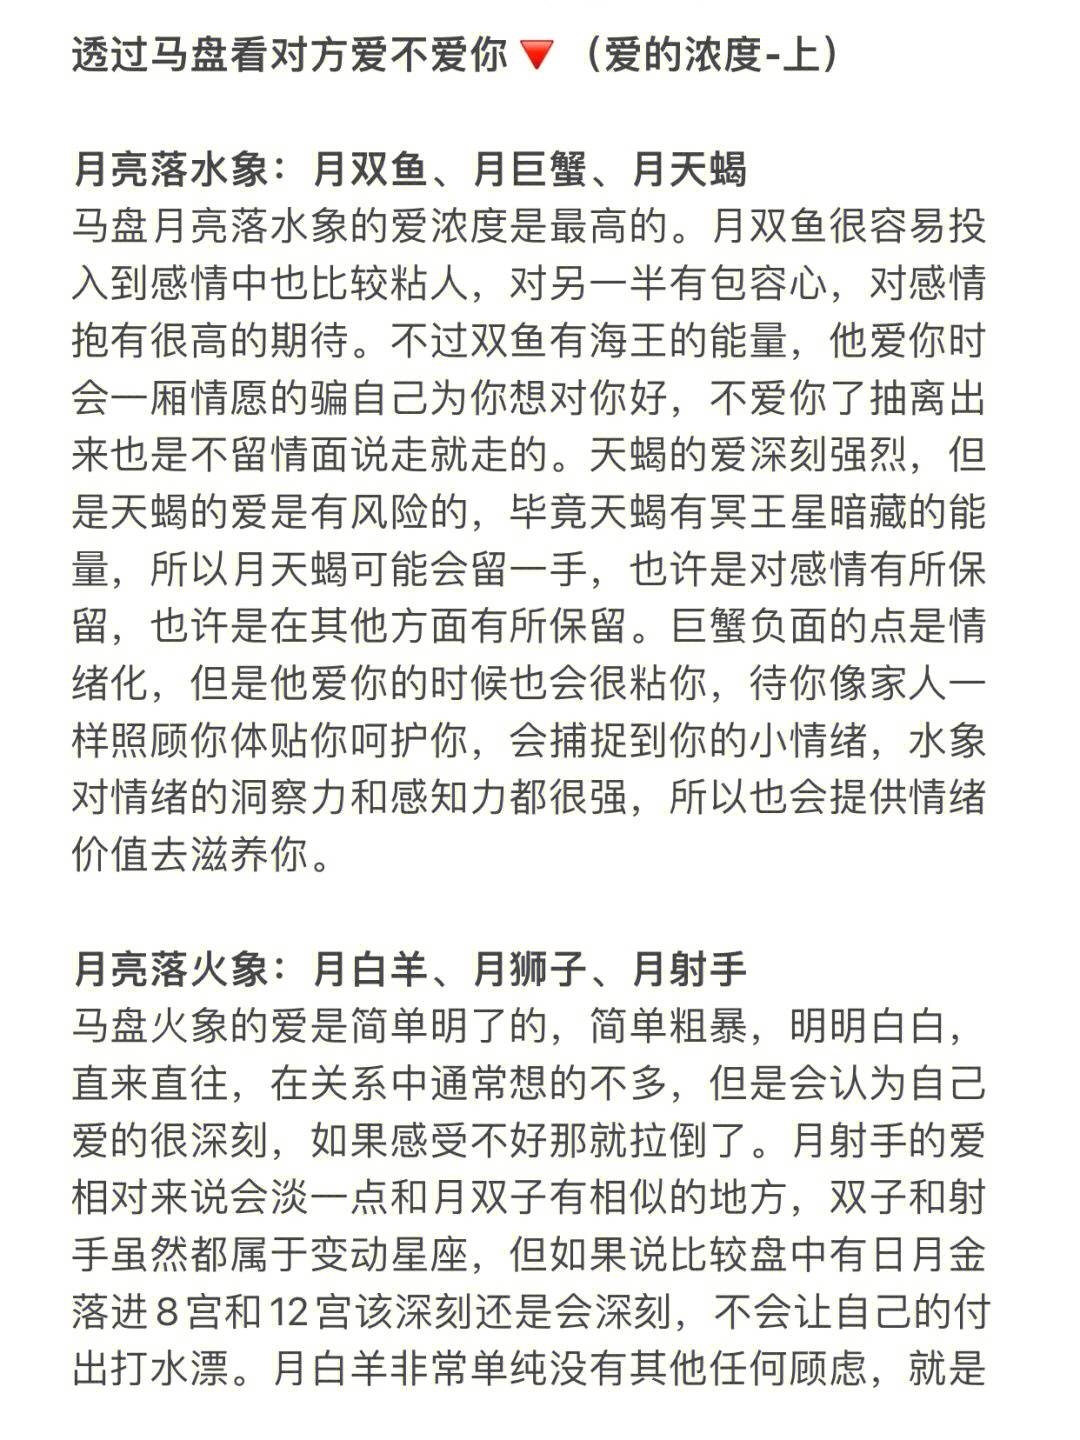 透过马盘看对方爱不爱你🔻（爱的浓度-上）
月亮落水象：月双鱼、月巨蟹、月天蝎
马盘月亮落水象的爱浓度是最高的。月双鱼很容易投
入到感情中也比较粘人，对另一半有包容心，对感情
抱有很高的期待。不过双鱼有海王的能量，他爱你时
会一厢情愿的骗自己为你想对你好，不爱你了抽离出
来也是不留情面说走就走的。天蝎的爱深刻强烈，但
是天蝎的爱是有风险的，毕竟天蝎有冥王星暗藏的能
量，所以月天蝎可能会留一手，也许是对感情有所保
留，也许是在其他方面有所保留。巨蟹负面的点是情
绪化，但是他爱你的时候也会很粘你，待你像家人一
样照顾你体贴你呵护你，会捕捉到你的小情绪，水象
对情绪的洞察力和感知力都很强，所以也会提供情绪
价值去滋养你。
月亮落火象：月白羊、月狮子、月射手
马盘火象的爱是简单明了的，简单粗暴，明明白白，
直来直往，在关系中通常想的不多，但是会认为自己
爱的很深刻，如果感受不好那就拉倒了。月射手的爱
相对来说会淡一点和月双子有相似的地方，双子和射
手虽然都属于变动星座，但如果说比较盘中有日月金
落进8宫和12宫该深刻还是会深刻，不会让自己的付
出打水漂。月白羊非常单纯没有其他任何顾虑，就是